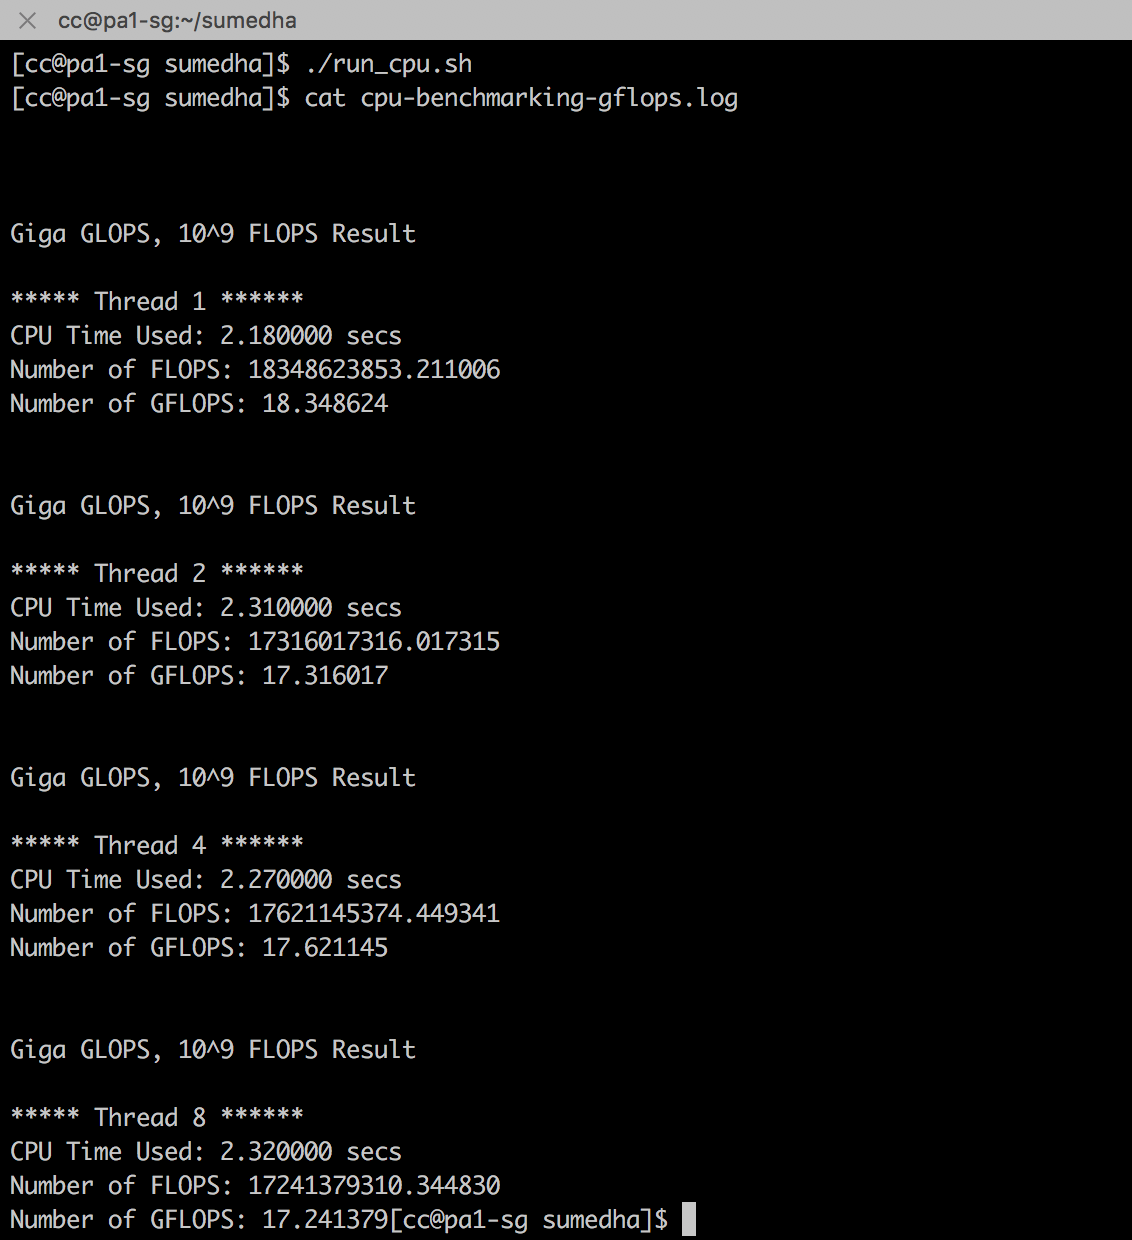 cc@pa1-sg:~/sumedha
[cc@pa1-sg sumedha]$ ./run_cpu.sh
[cc@pa1-sg sumedha]$ cat cpu-benchmarking-gflops.log
Giga GLOPS, 10^9 FLOPS Result
***** Thread 1 ******
CPU Time Used: 2.180000 secs
Number of FLOPS: 18348623853.211006
Number of GFLOPS: 18.348624
Giga GLOPS, 10^9 FLOPS Result
***** Thread 2 ******
CPU Time Used: 2.310000 secs
Number of FLOPS: 17316017316.017315
Number of GFLOPS: 17.316017
Giga GLOPS, 10^9 FLOPS Result
***** Thread 4 ******
CPU Time Used: 2.270000 secs
Number of FLOPS: 17621145374.449341
Number of GFLOPS: 17.621145
Giga GLOPS, 10^9 FLOPS Result
***** Thread 8 ******
CPU Time Used: 2.320000 secs
Number of FLOPS: 17241379310.344830
Number of GFLOPS: 17.241379[cc@pa1-sg sumedha]$